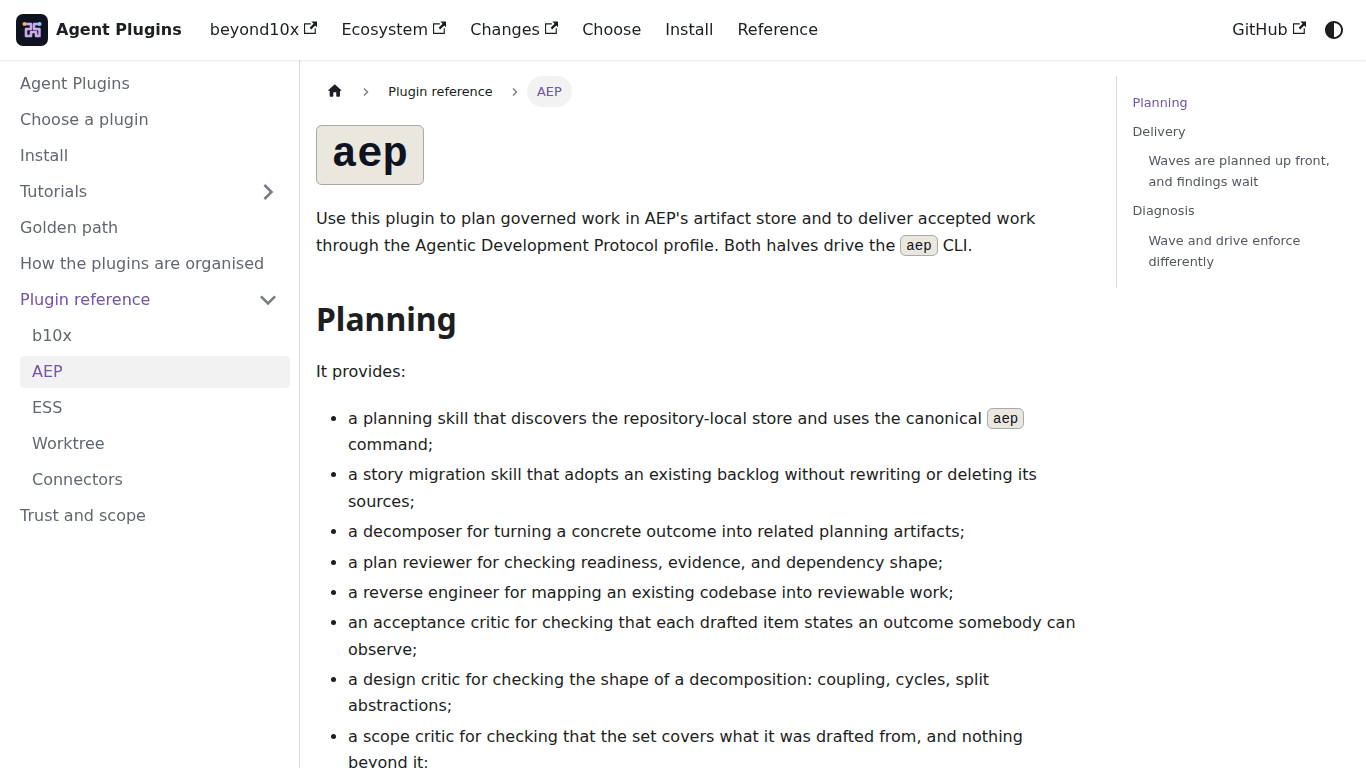 Agent Plugins beyond10x Ecosystem Changes Choose Install Reference GitHub
Agent Plugins
Choose a plugin
Install
Tutorials
Golden path
How the plugins are organised
Plugin reference
b10x
AEP
ESS
Worktree
Connectors
Trust and scope
Plugin reference AEP
aep
Use this plugin to plan governed work in AEP's artifact store and to deliver accepted work
through the Agentic Development Protocol profile. Both halves drive the aep CLI.
Planning
It provides:
a planning skill that discovers the repository-local store and uses the canonical aep
command;
a story migration skill that adopts an existing backlog without rewriting or deleting its
sources;
a decomposer for turning a concrete outcome into related planning artifacts;
a plan reviewer for checking readiness, evidence, and dependency shape;
a reverse engineer for mapping an existing codebase into reviewable work;
an acceptance critic for checking that each drafted item states an outcome somebody can
observe;
a design critic for checking the shape of a decomposition: coupling, cycles, split
abstractions;
a scope critic for checking that the set covers what it was drafted from, and nothing
beyond it;
Planning
Delivery
Waves are planned up front,
and findings wait
Diagnosis
Wave and drive enforce
differently